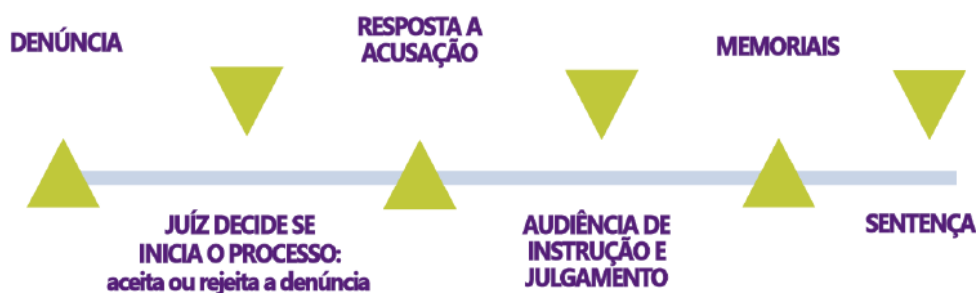 DENÚNCIA
JUÍZ DECIDE SE
INICIA O PROCESSO:
aceita ou rejeita a denúncia
RESPOSTA A
ACUSAÇÃO
AUDIÊNCIA DE
INSTRUÇÃO E
JULGAMENTO
MEMORIAIS
SENTENÇA